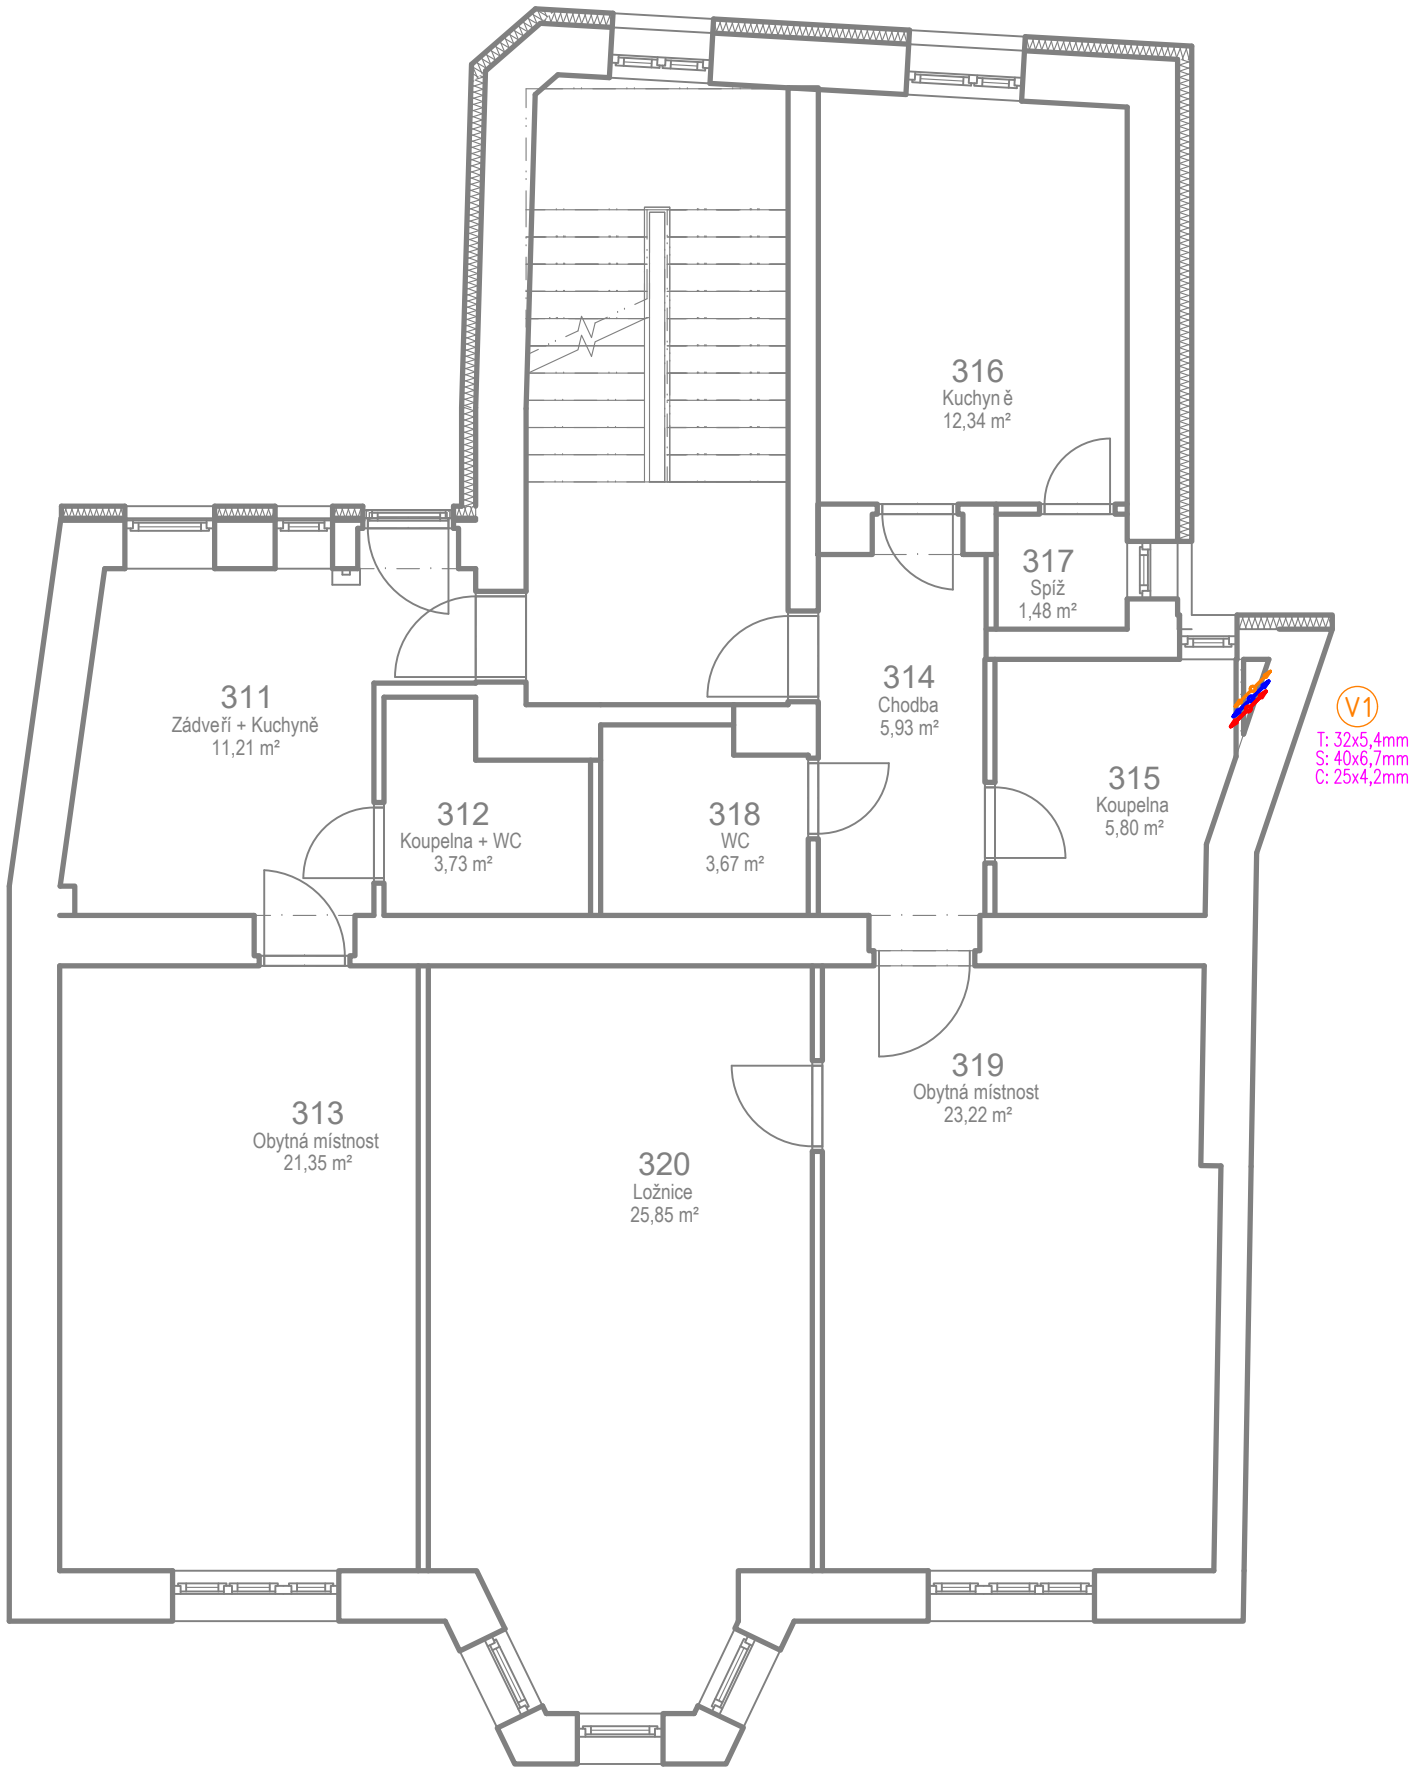 316
Kuchyně
12,34 m²
317
Spíž
1,48 m²
311
Zádveří + Kuchyně
11,21 m²
314
Chodba
5,93 m²
V1
T: 32x5,4mm
S: 40x6,7mm
C: 25x4,2mm
315
Koupelna
5,80 m²
312
Koupelna + WC
3,73 m²
318
WC
3,67 m²
319
Obytná místnost
23,22 m²
313
Obytná místnost
21,35 m²
320
Ložnice
25,85 m²